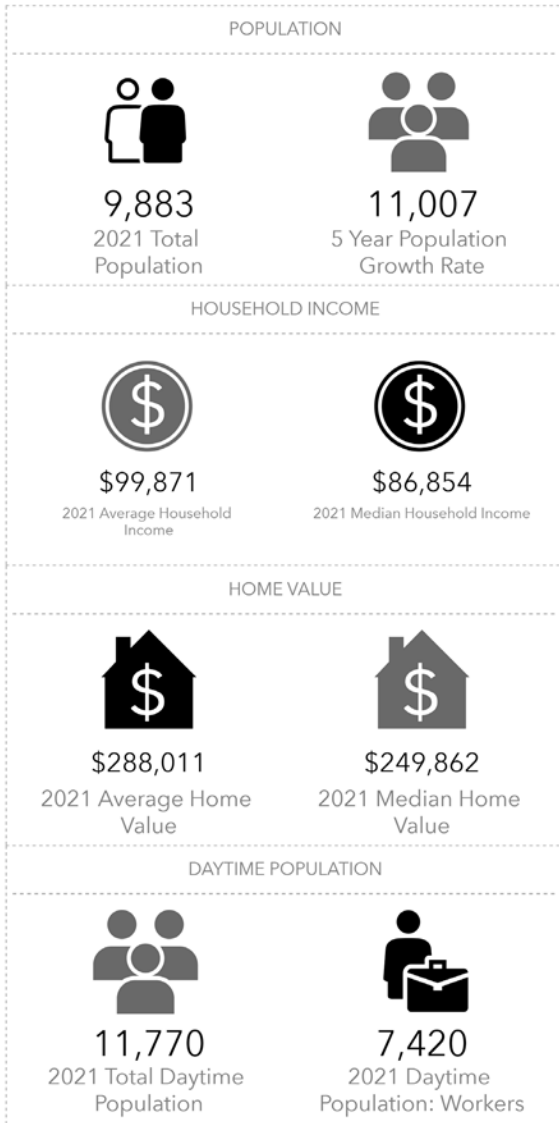 POPULATION
9,883
2021 Total
Population
11,007
5 Year Population
Growth Rate
HOUSEHOLD INCOME
$
$99,871
2021 Average Household
Income
$
$86,854
2021 Median Household Income
HOME VALUE
$
$288,011
2021 Average Home
Value
$
$249,862
2021 Median Home
Value
DAYTIME POPULATION
11,770
2021 Total Daytime
Population
7,420
2021 Daytime
Population: Workers